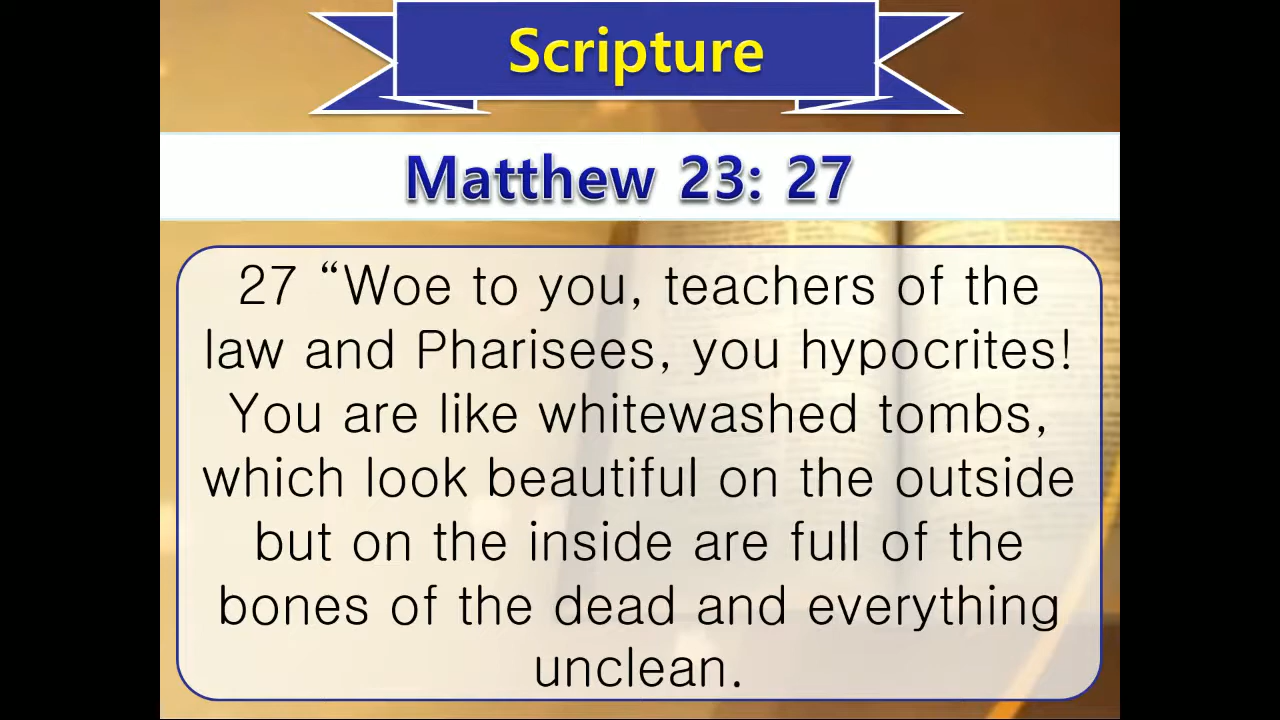 Scripture
Matthew 23: 27
27 “Woe to you, teachers of the
law and Pharisees, you hypocrites!
You are like whitewashed tombs,
which look beautiful on the outside
but on the inside are full of the
bones of the dead and everything
unclean.